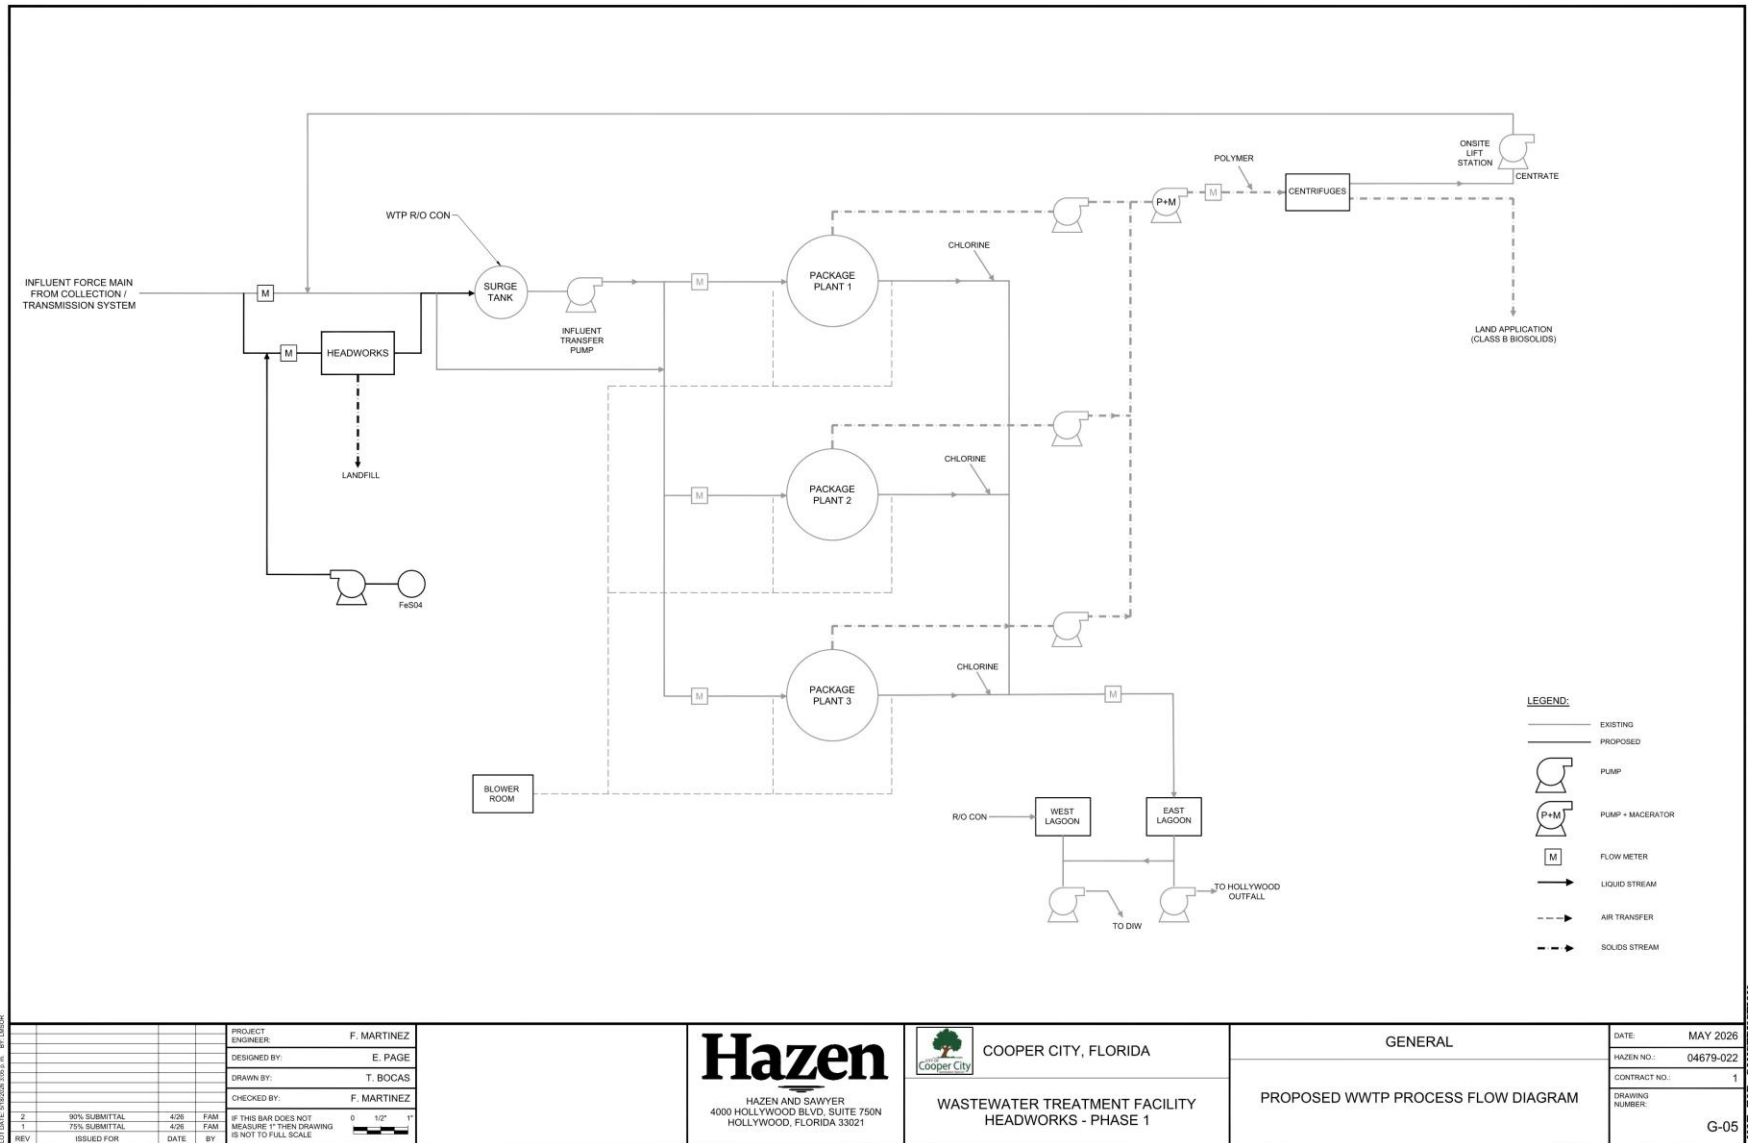 ONSITE
LIFT
STATION
CENTRATE
POLYMER
CENTRIFUGES
P+M
M
WTP R/O CON
CHLORINE
INFLUENT FORCE MAIN
FROM COLLECTION /
TRANSMISSION SYSTEM
M
SURGE
TANK
M
PACKAGE
PLANT 1
INFLUENT
TRANSFER
PUMP
M
HEADWORKS
LAND APPLICATION
(CLASS B BIOSOLIDS)
LANDFILL
CHLORINE
M
PACKAGE
PLANT 2
FeS04
CHLORINE
M
PACKAGE
PLANT 3
M
BLOWER
ROOM
R/O CON
WEST
LAGOON
EAST
LAGOON
TO HOLLYWOOD
OUTFALL
TO DIW
LEGEND:
EXISTING
PROPOSED
PUMP
P+M
PUMP + MACERATOR
M
FLOW METER
LIQUID STREAM
AIR TRANSFER
SOLIDS STREAM
2 90% SUBMITTAL 4/26 FAM
1 75% SUBMITTAL 4/26 FAM
REV ISSUED FOR DATE BY
PROJECT
ENGINEER: F. MARTINEZ
DESIGNED BY: E. PAGE
DRAWN BY: T. BOCAS
CHECKED BY: F. MARTINEZ
IF THIS BAR DOES NOT
MEASURE 1" THEN DRAWING
IS NOT TO FULL SCALE
0 1/2" 1"
Hazen
HAZEN AND SAWYER
4000 HOLLYWOOD BLVD, SUITE 750N
HOLLYWOOD, FLORIDA 33021
Cooper City
COOPER CITY, FLORIDA
WASTEWATER TREATMENT FACILITY
HEADWORKS - PHASE 1
GENERAL
PROPOSED WWTP PROCESS FLOW DIAGRAM
DATE: MAY 2026
HAZEN NO.: 04679-022
CONTRACT NO.: 1
DRAWING
NUMBER:
G-05